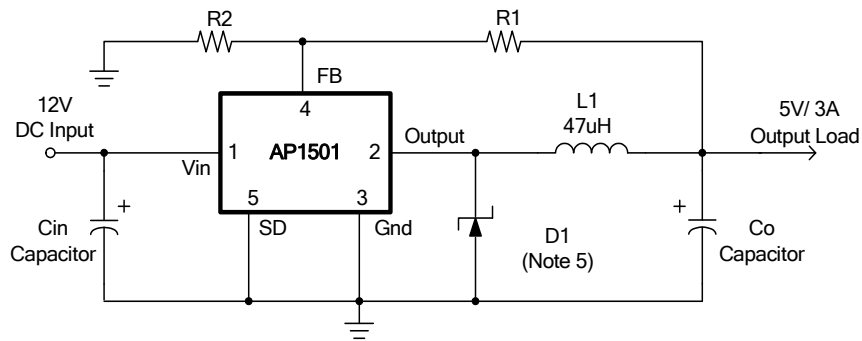 R2
R1
FB
4
12V
DC Input
Vin
1
AP1501
2
Output
L1
47uH
5V/ 3A
Output Load
5
3
SD
Gnd
+
Cin
Capacitor
D1
(Note 5)
+
Co
Capacitor